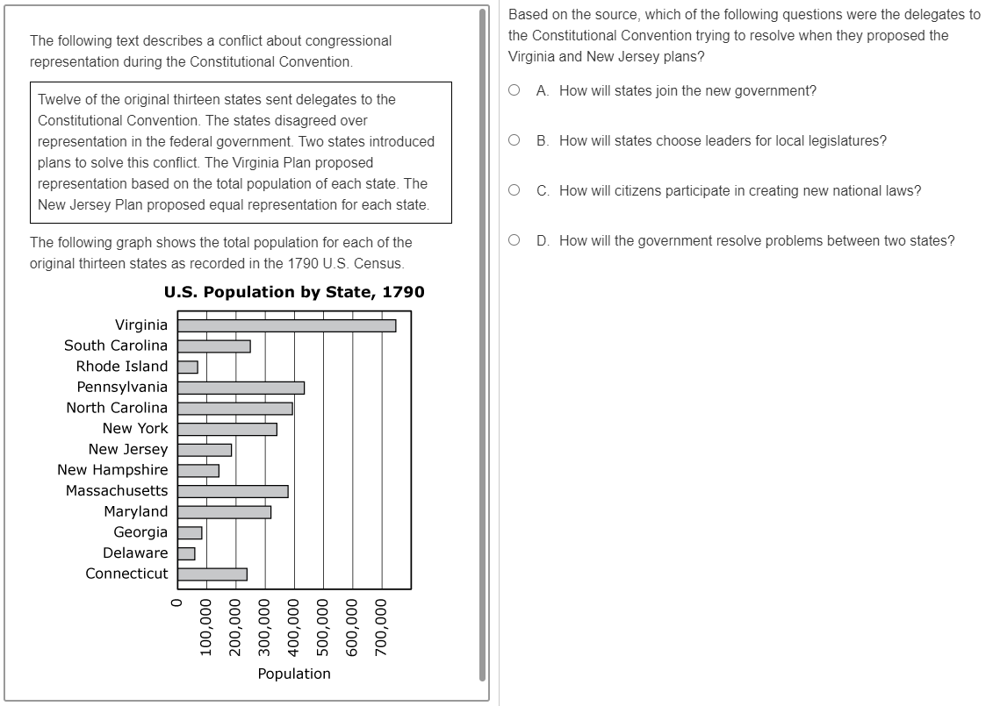 The following text describes a conflict about congressional
representation during the Constitutional Convention.
Twelve of the original thirteen states sent delegates to the
Constitutional Convention. The states disagreed over
representation in the federal government. Two states introduced
plans to solve this conflict. The Virginia Plan proposed
representation based on the total population of each state. The
New Jersey Plan proposed equal representation for each state.
The following graph shows the total population for each of the
original thirteen states as recorded in the 1790 U.S. Census.
U.S. Population by State, 1790
Virginia
South Carolina
Rhode Island
Pennsylvania
North Carolina
New York
New Jersey
New Hampshire
Massachusetts
Maryland
Georgia
Delaware
Connecticut
0
100,000
200,000
300,000
400,000
500,000
600,000
700,000
Population
Based on the source, which of the following questions were the delegates to
the Constitutional Convention trying to resolve when they proposed the
Virginia and New Jersey plans?
A. How will states join the new government?
B. How will states choose leaders for local legislatures?
C. How will citizens participate in creating new national laws?
D. How will the government resolve problems between two states?